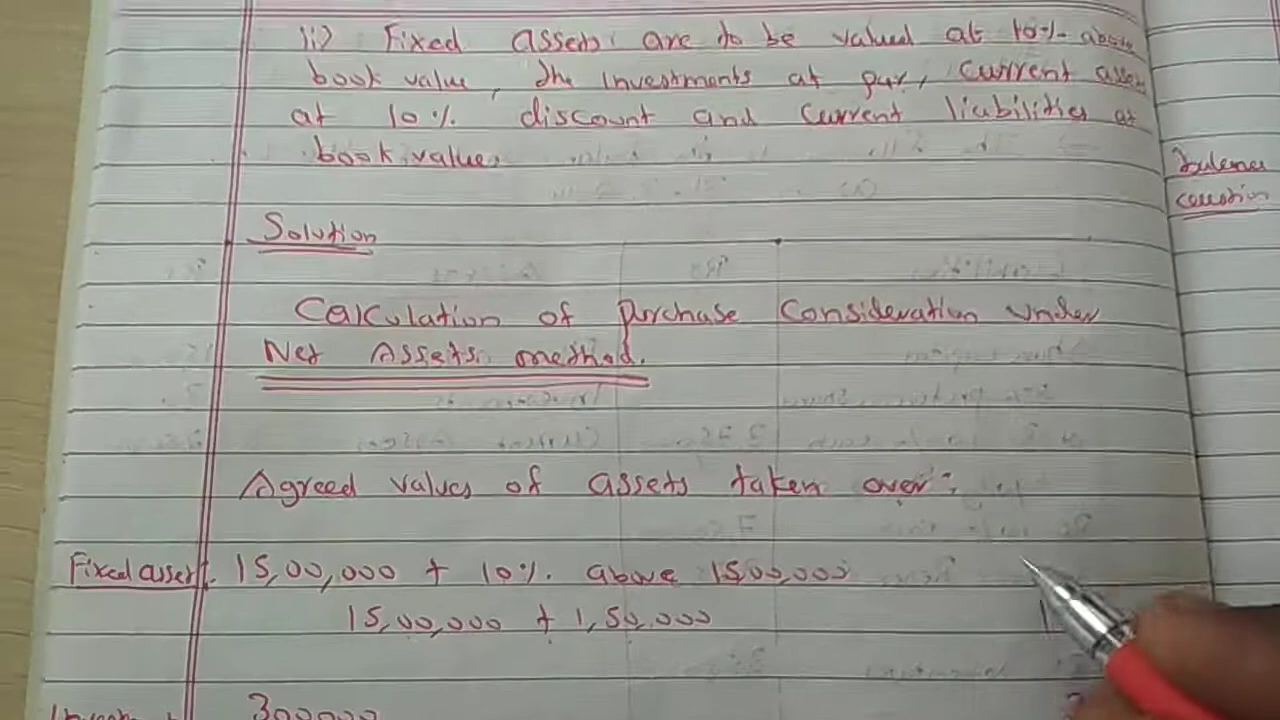 ii) Fixed assets are to be valued at 10% above
book value, the investments at par, current assets
at 10% discount and current liabilities at
book value.
Solution
Calculation of purchase Consideration under
Net Assets method.
Agreed values of assets taken over:
Fixed asset 15,00,000 + 10% above 15,00,000
15,00,000 + 1,50,000
300000